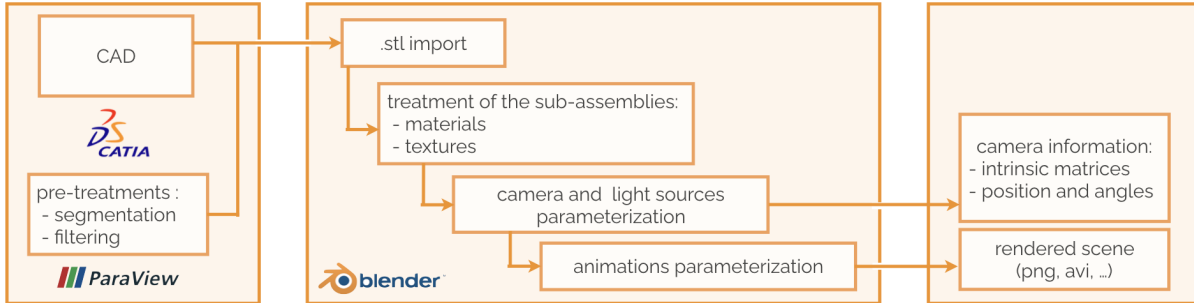 CAD
DS
CATIA
pre-treatments :
- segmentation
- filtering
ParaView
.stl import
treatment of the sub-assemblies:
- materials
- textures
camera and light sources
parameterization
animations parameterization
blender
camera information:
- intrinsic matrices
- position and angles
rendered scene
(png, avi, ...)